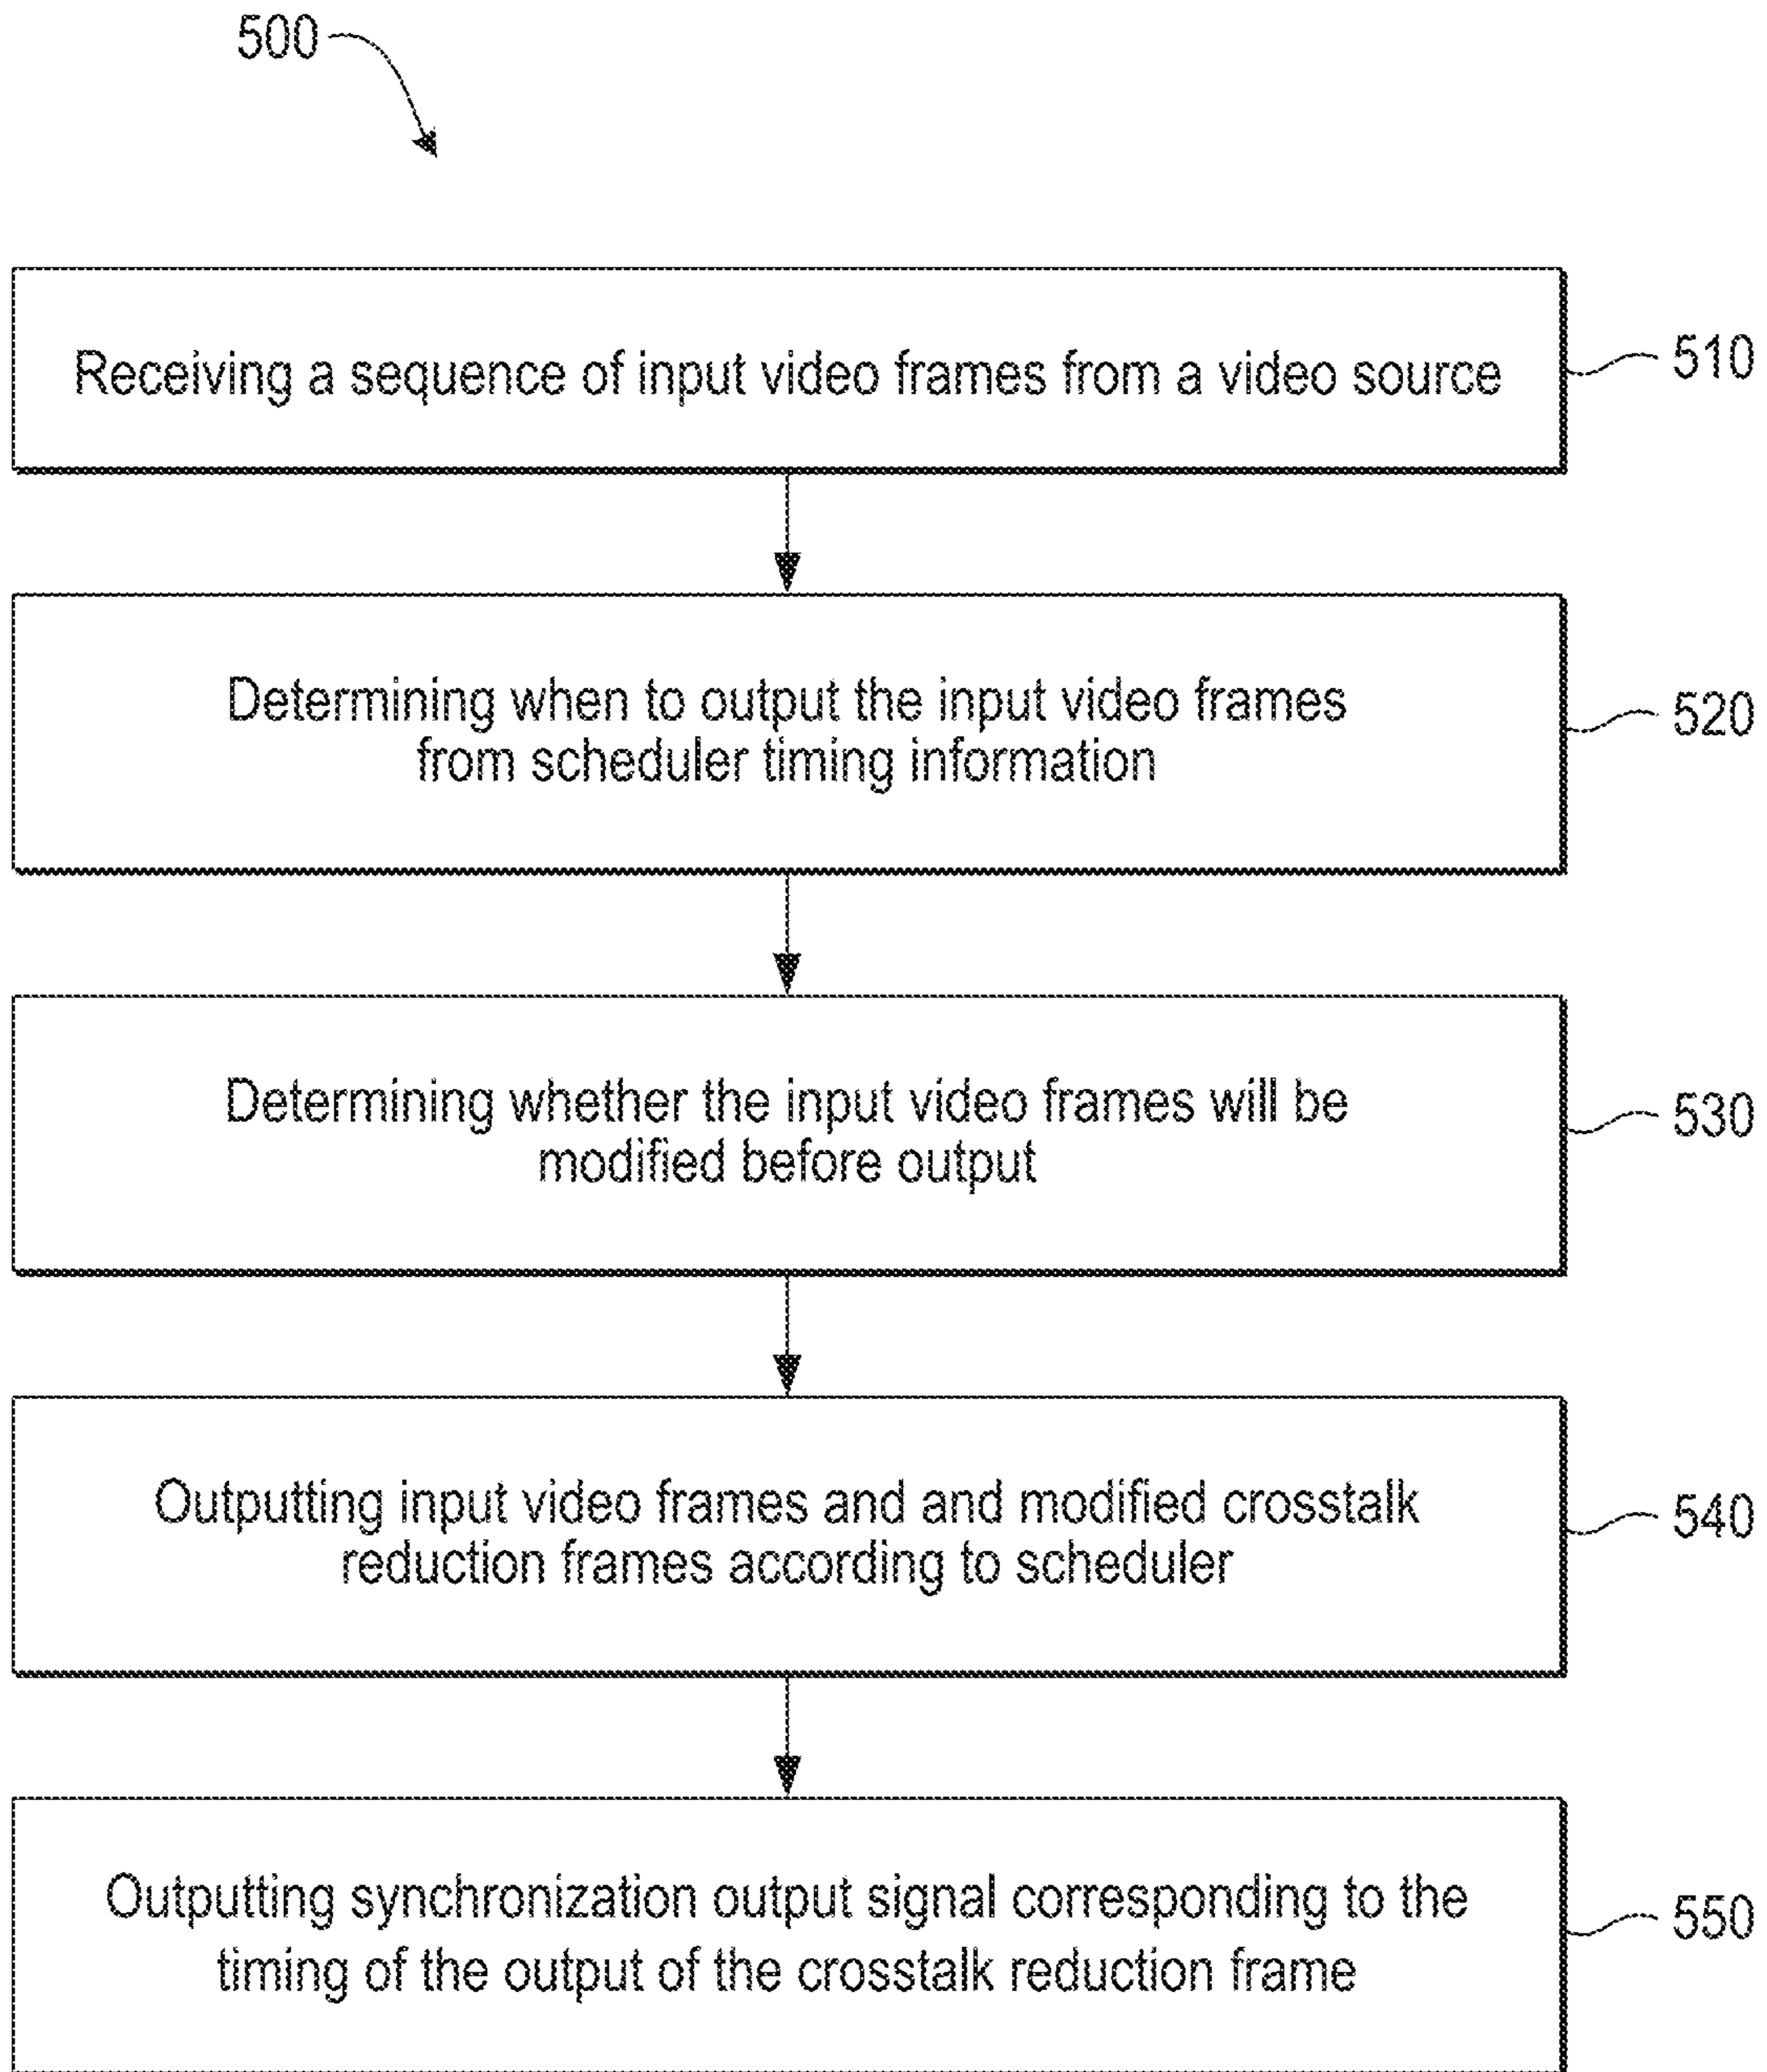 500
Receiving a sequence of input video frames from a video source
510
Determining when to output the input video frames
from scheduler timing information
520
Determining whether the input video frames will be
modified before output
530
Outputting input video frames and and modified crosstalk
reduction frames according to scheduler
540
Outputting synchronization output signal corresponding to the
timing of the output of the crosstalk reduction frame
550